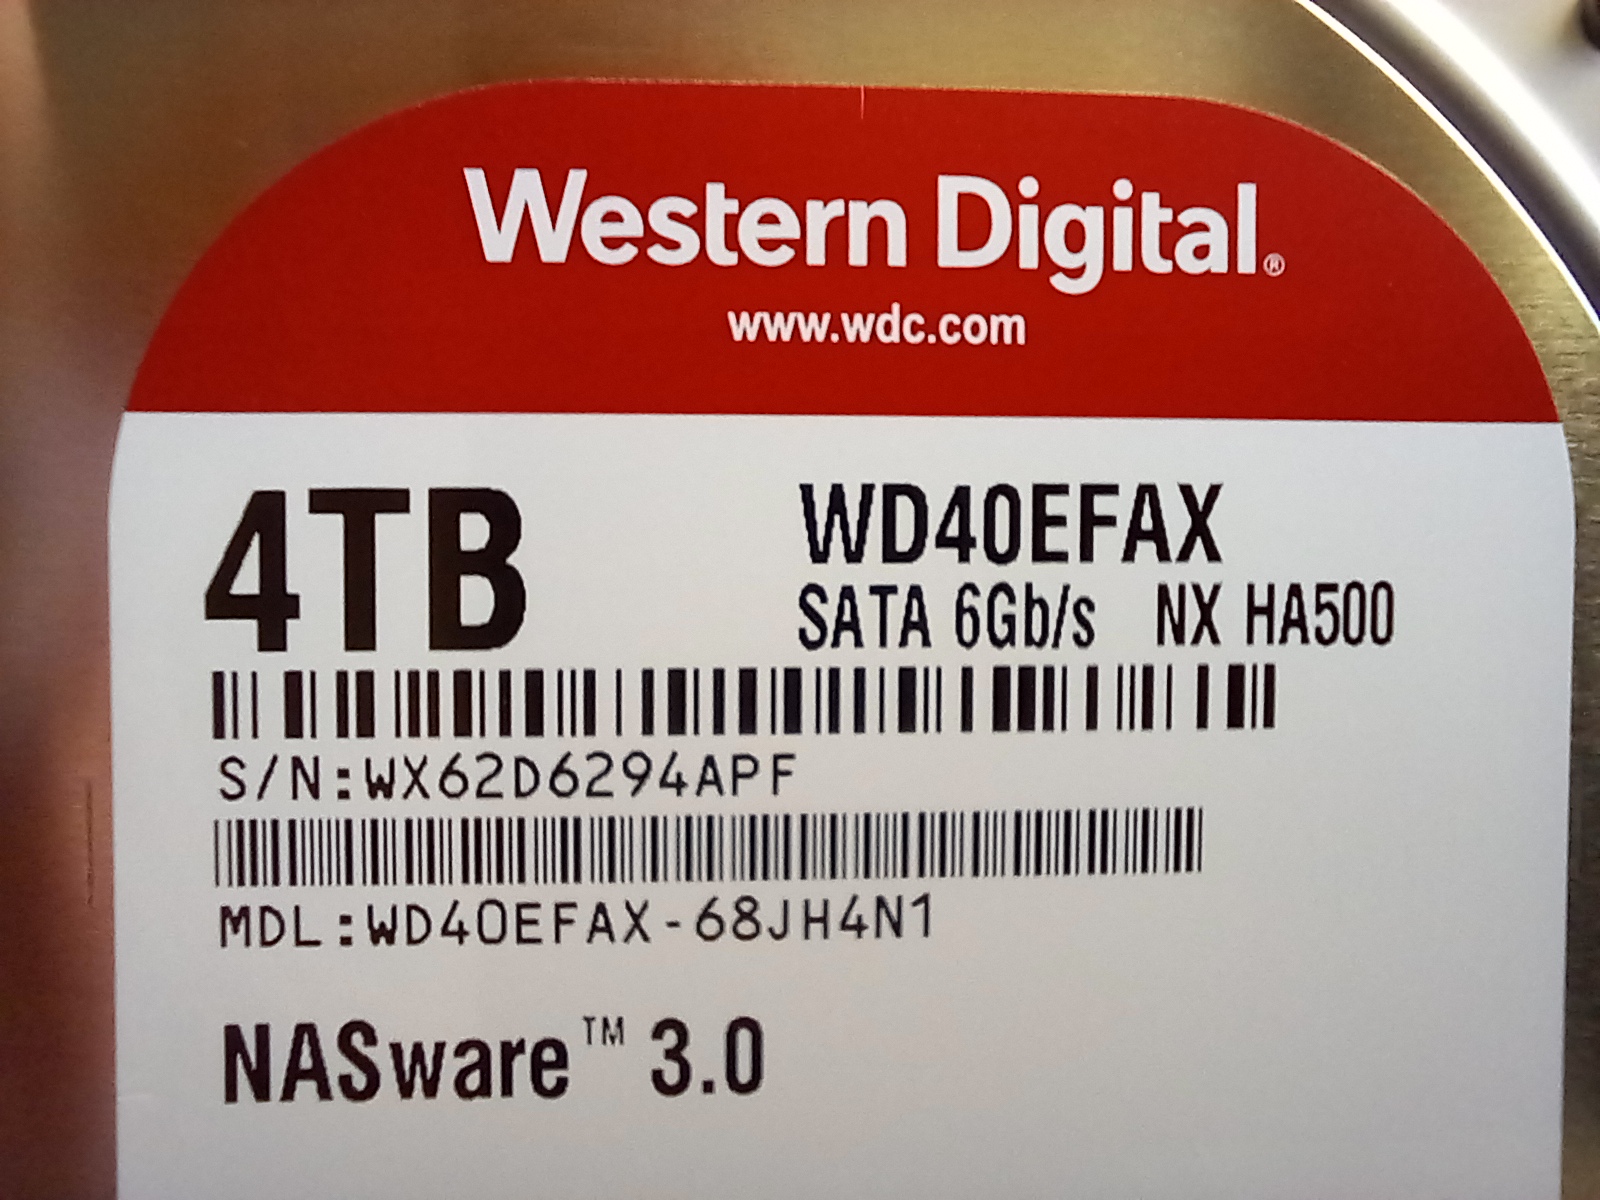 Western Digital®
www.wdc.com
4TB
WD40EFAX
SATA 6Gb/s NX HA500
S/N:WX62D6294APF
MDL:WD40EFAX-68JH4N1
NASware™ 3.0